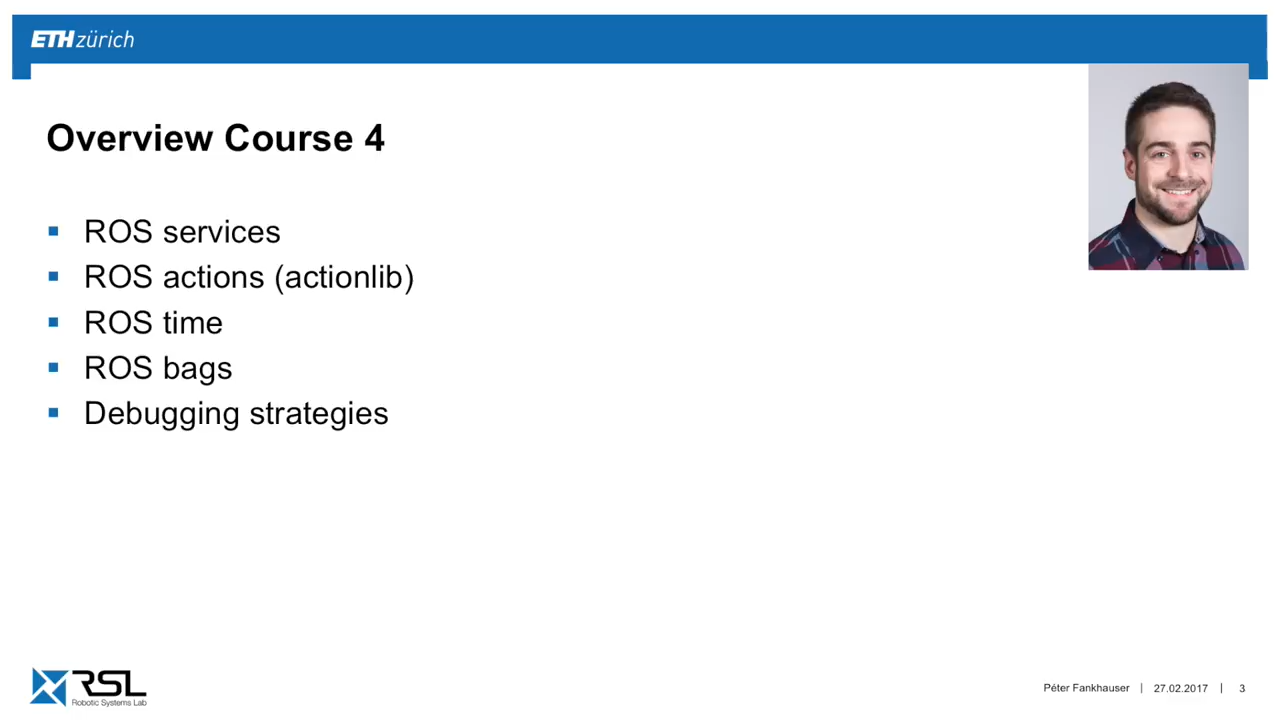 ETH zürich
Overview Course 4
ROS services
ROS actions (actionlib)
ROS time
ROS bags
Debugging strategies
RSL
Robotic Systems Lab
Péter Fankhauser | 27.02.2017 | 3